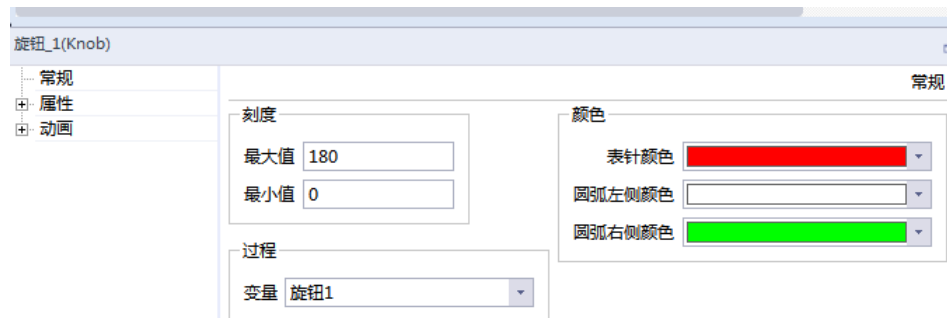 旋钮_1(Knob)
常规
属性
动画
常规
刻度
最大值 180
最小值 0
过程
变量 旋钮1
颜色
表针颜色
圆弧左侧颜色
圆弧右侧颜色